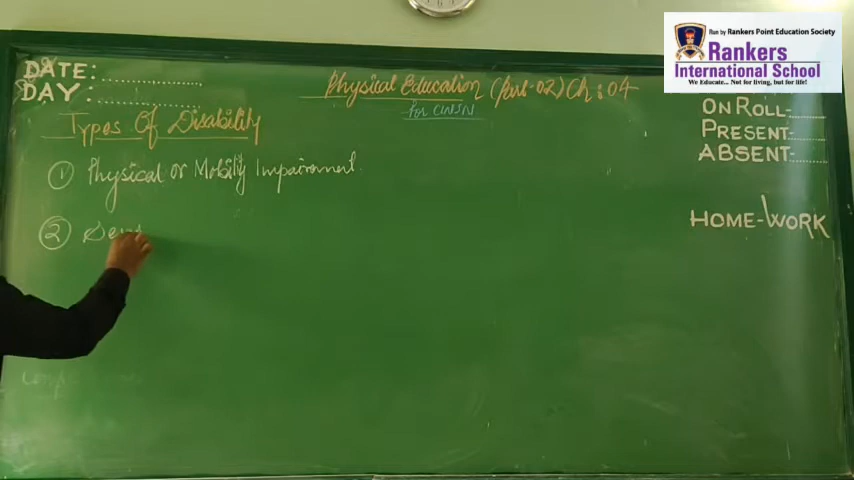 Run by Rankers Point Education Society
Rankers
International School
We Educate... Not for living, but for life!
DATE:
DAY:
Physical Education (Part-02) Ch: 04
for CWSN
ON ROLL-
PRESENT-
ABSENT-
Types Of Disability
① Physical or Mobility Impairement.
② Sens
HOME-WORK